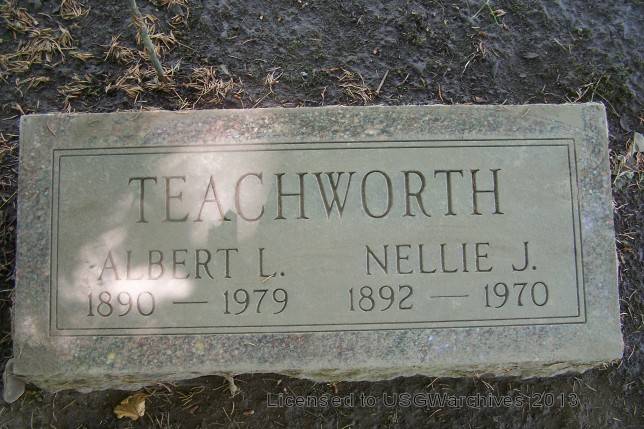 TEACHWORTH
ALBERT L. NELLIE J.
1890 — 1979 1892 — 1970
Licensed to USGWarchives 2013